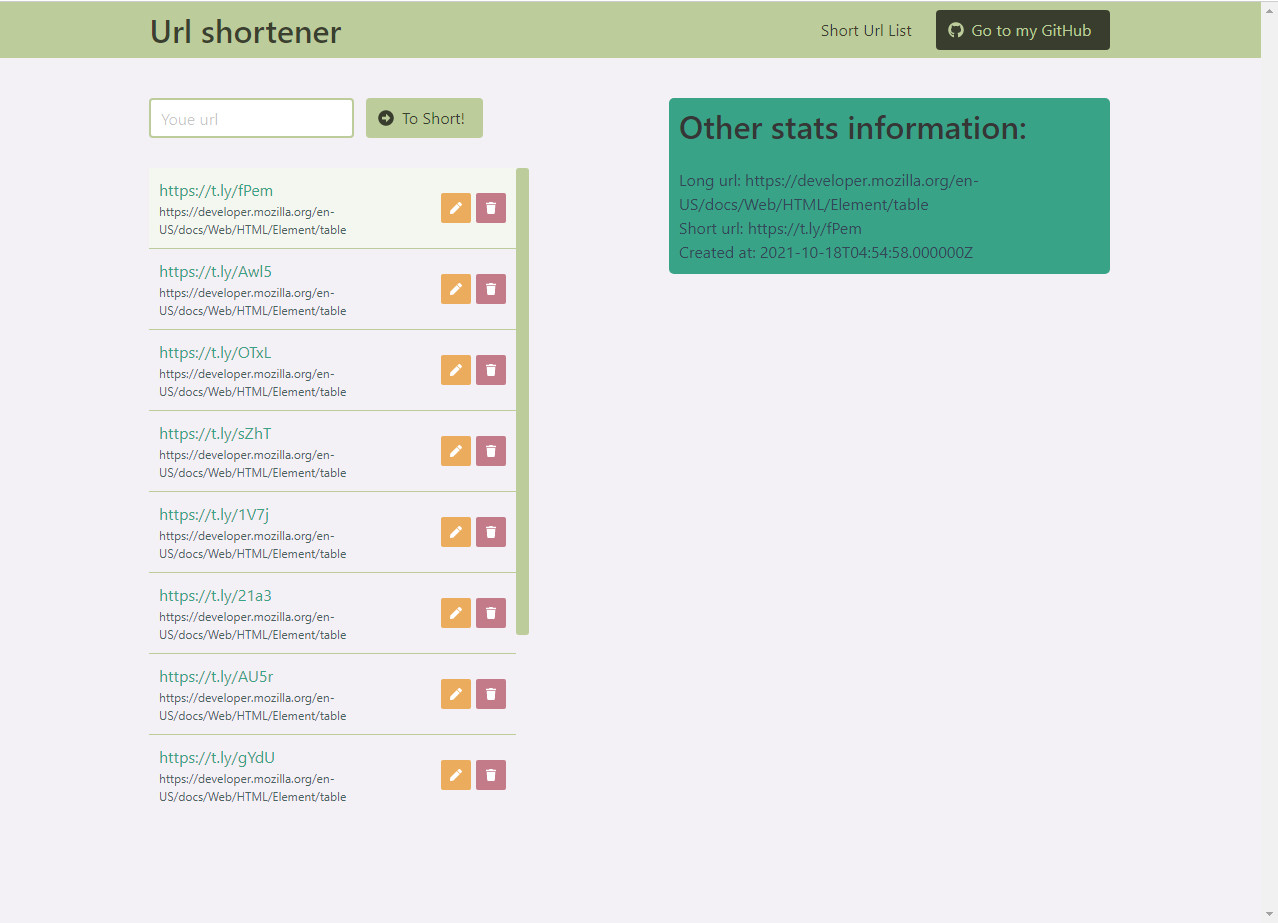 Url shortener
Short Url List
Go to my GitHub
Youe url
To Short!
https://t.ly/fPem
https://developer.mozilla.org/en-
US/docs/Web/HTML/Element/table
https://t.ly/Awl5
https://developer.mozilla.org/en-
US/docs/Web/HTML/Element/table
https://t.ly/OTxL
https://developer.mozilla.org/en-
US/docs/Web/HTML/Element/table
https://t.ly/sZhT
https://developer.mozilla.org/en-
US/docs/Web/HTML/Element/table
https://t.ly/1V7j
https://developer.mozilla.org/en-
US/docs/Web/HTML/Element/table
https://t.ly/21a3
https://developer.mozilla.org/en-
US/docs/Web/HTML/Element/table
https://t.ly/AU5r
https://developer.mozilla.org/en-
US/docs/Web/HTML/Element/table
https://t.ly/gYdU
https://developer.mozilla.org/en-
US/docs/Web/HTML/Element/table
Other stats information:
Long url: https://developer.mozilla.org/en-
US/docs/Web/HTML/Element/table
Short url: https://t.ly/fPem
Created at: 2021-10-18T04:54:58.000000Z